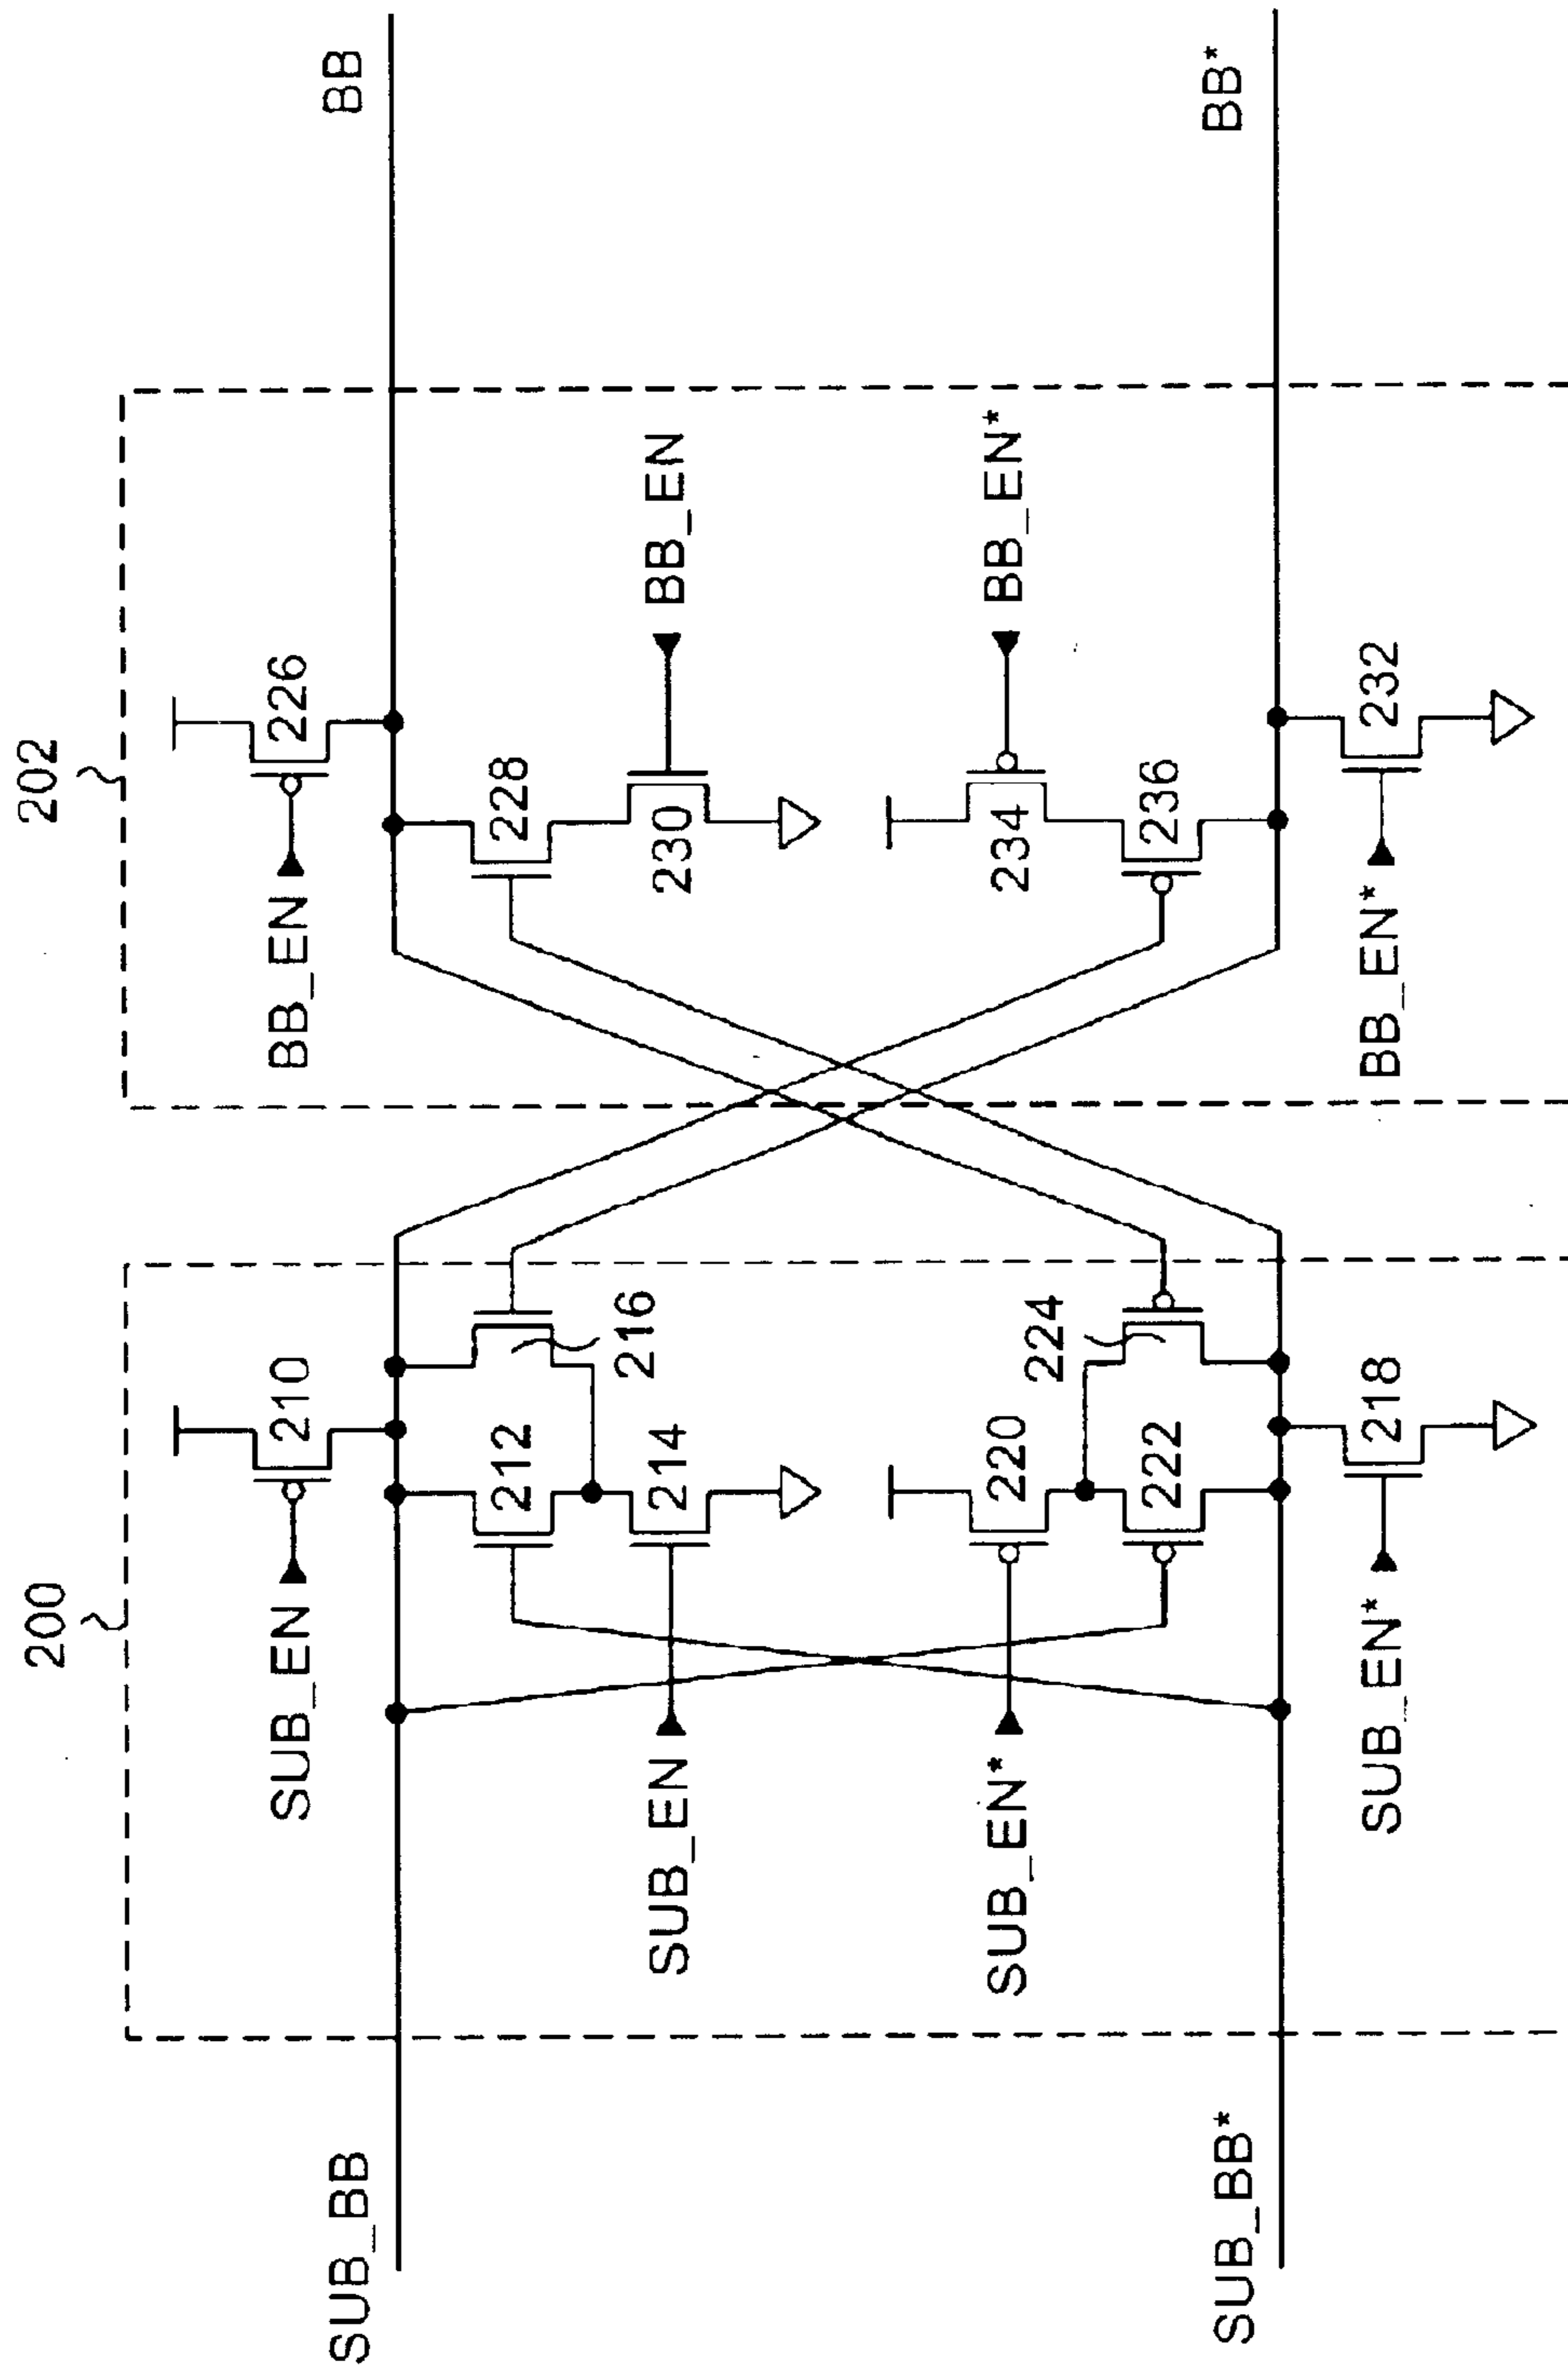 200
202
SUB_EN
210
BB_EN
226
SUB_BB
BB
212
216
228
SUB_EN
214
230
BB_EN
SUB_EN*
220
224
234
BB_EN*
222
236
SUB_BB*
BB*
SUB_EN*
218
BB_EN*
232